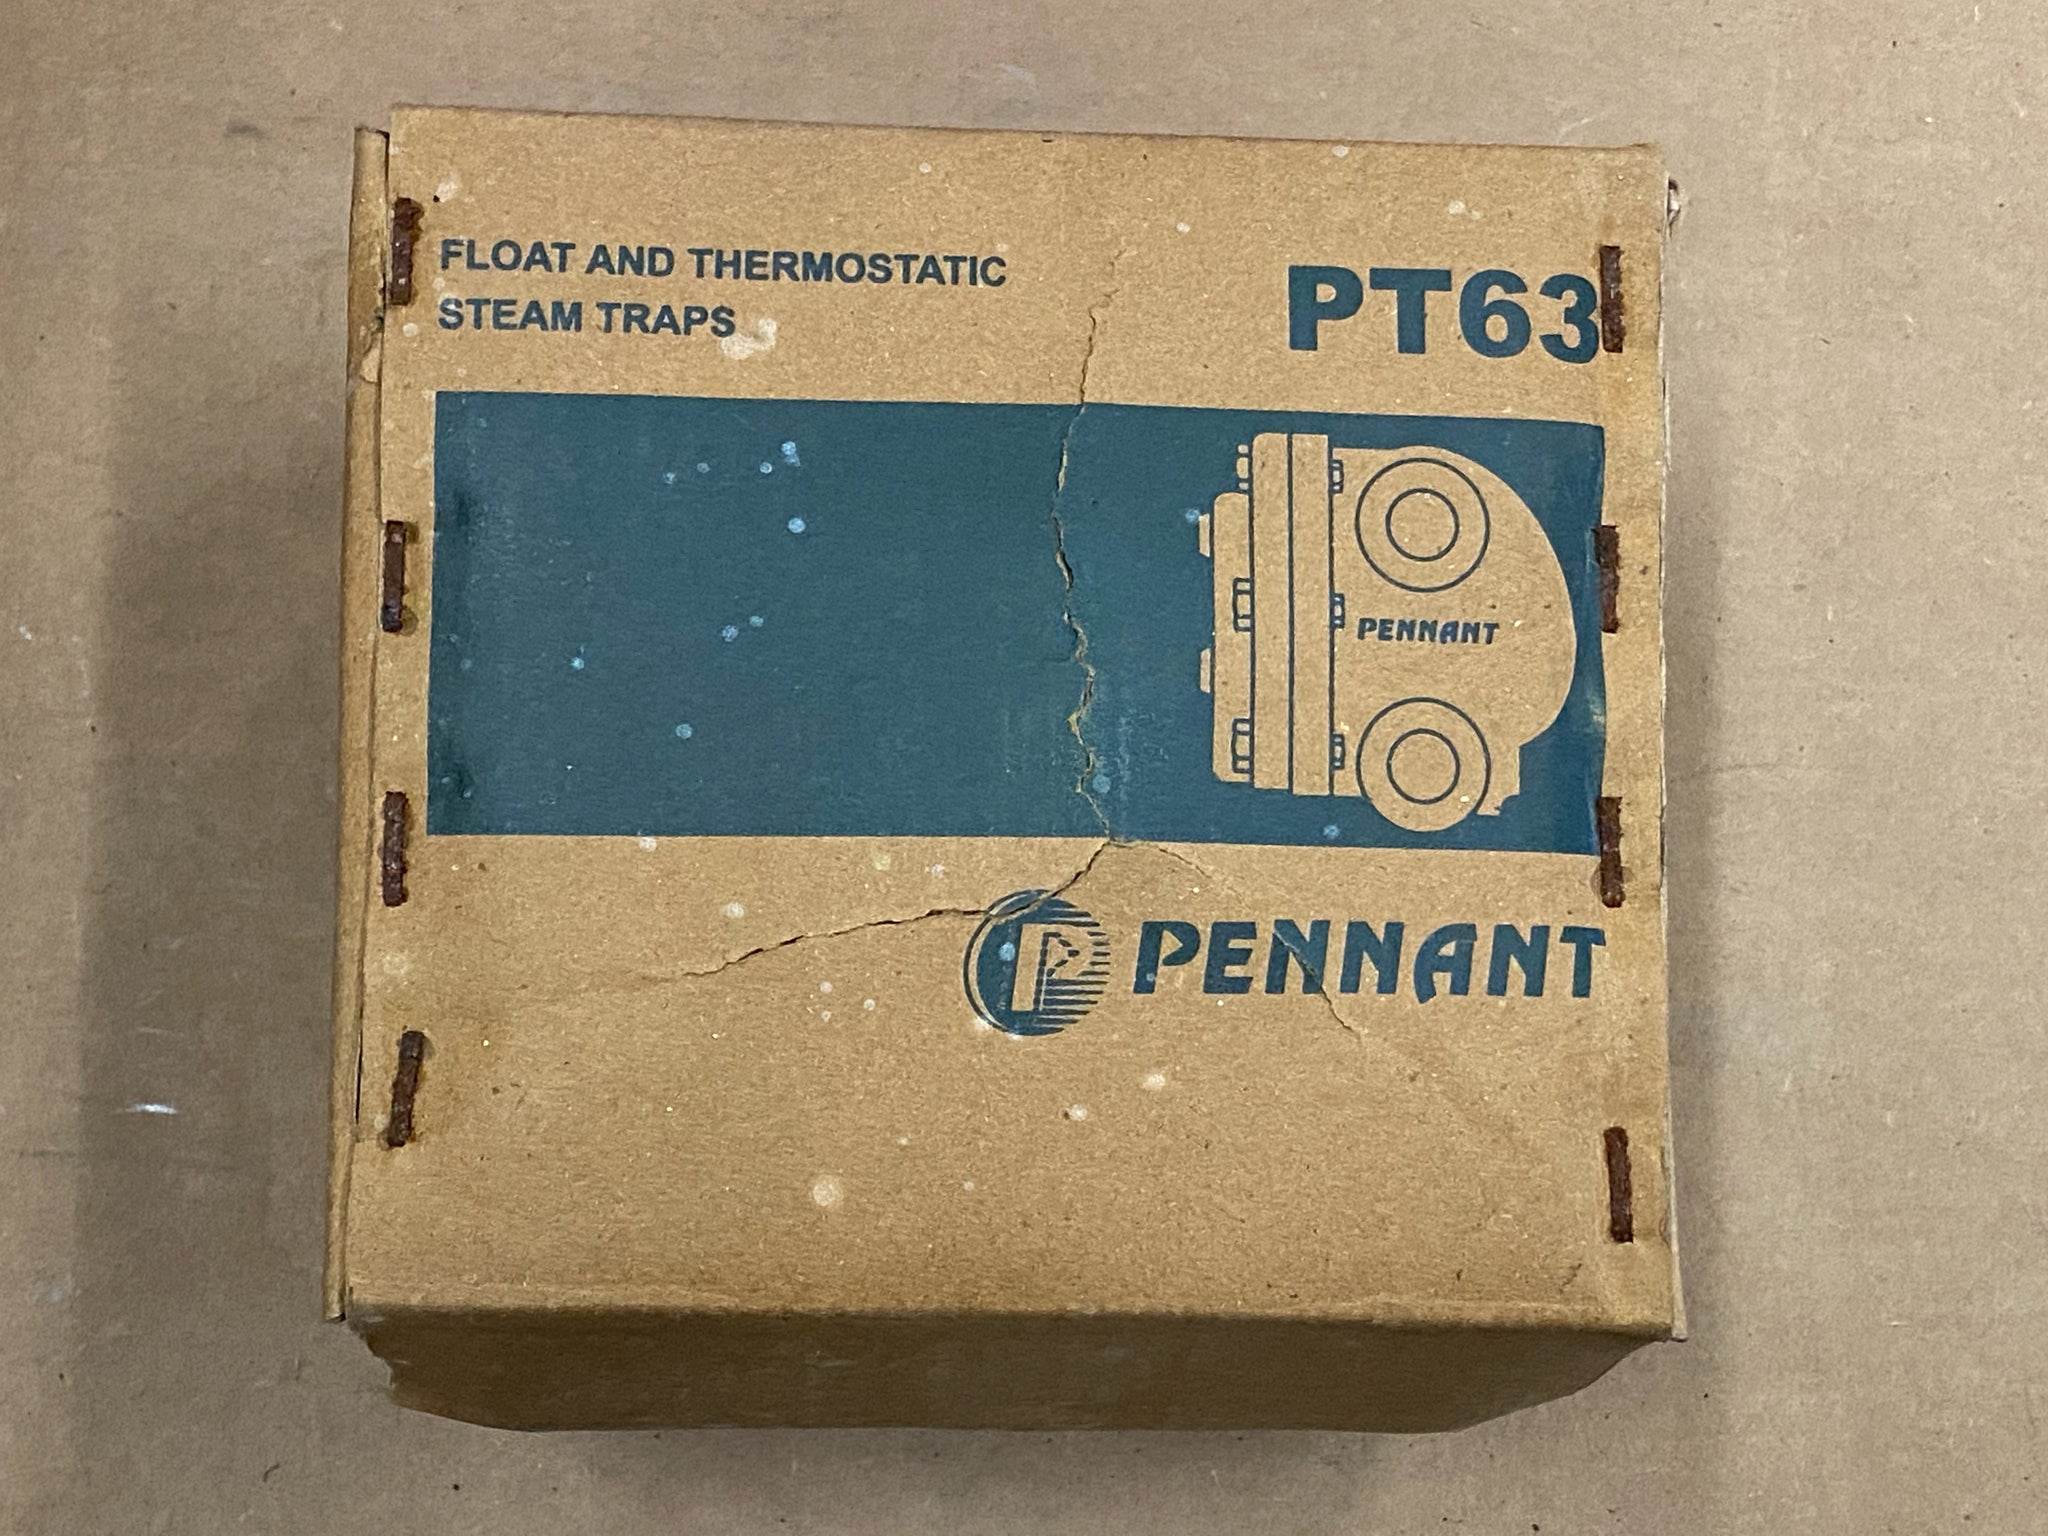 FLOAT AND THERMOSTATIC
STEAM TRAPS
PT63
PENNANT
PENNANT